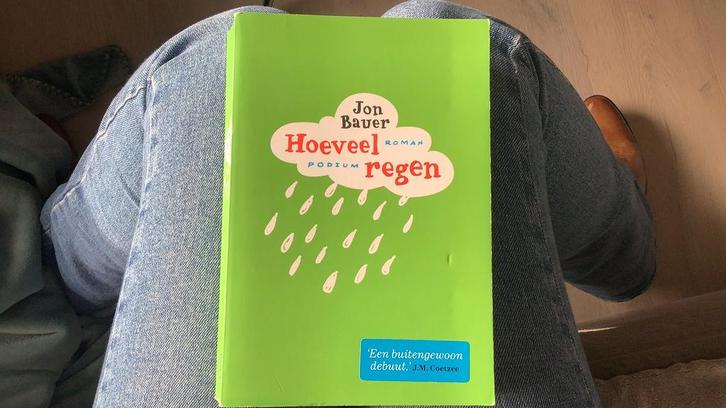 Jon
Bauer
Hoeveel ROMAN
PODIUM regen
‘Een buitengewoon
debuut.’ J.M. Coetzee